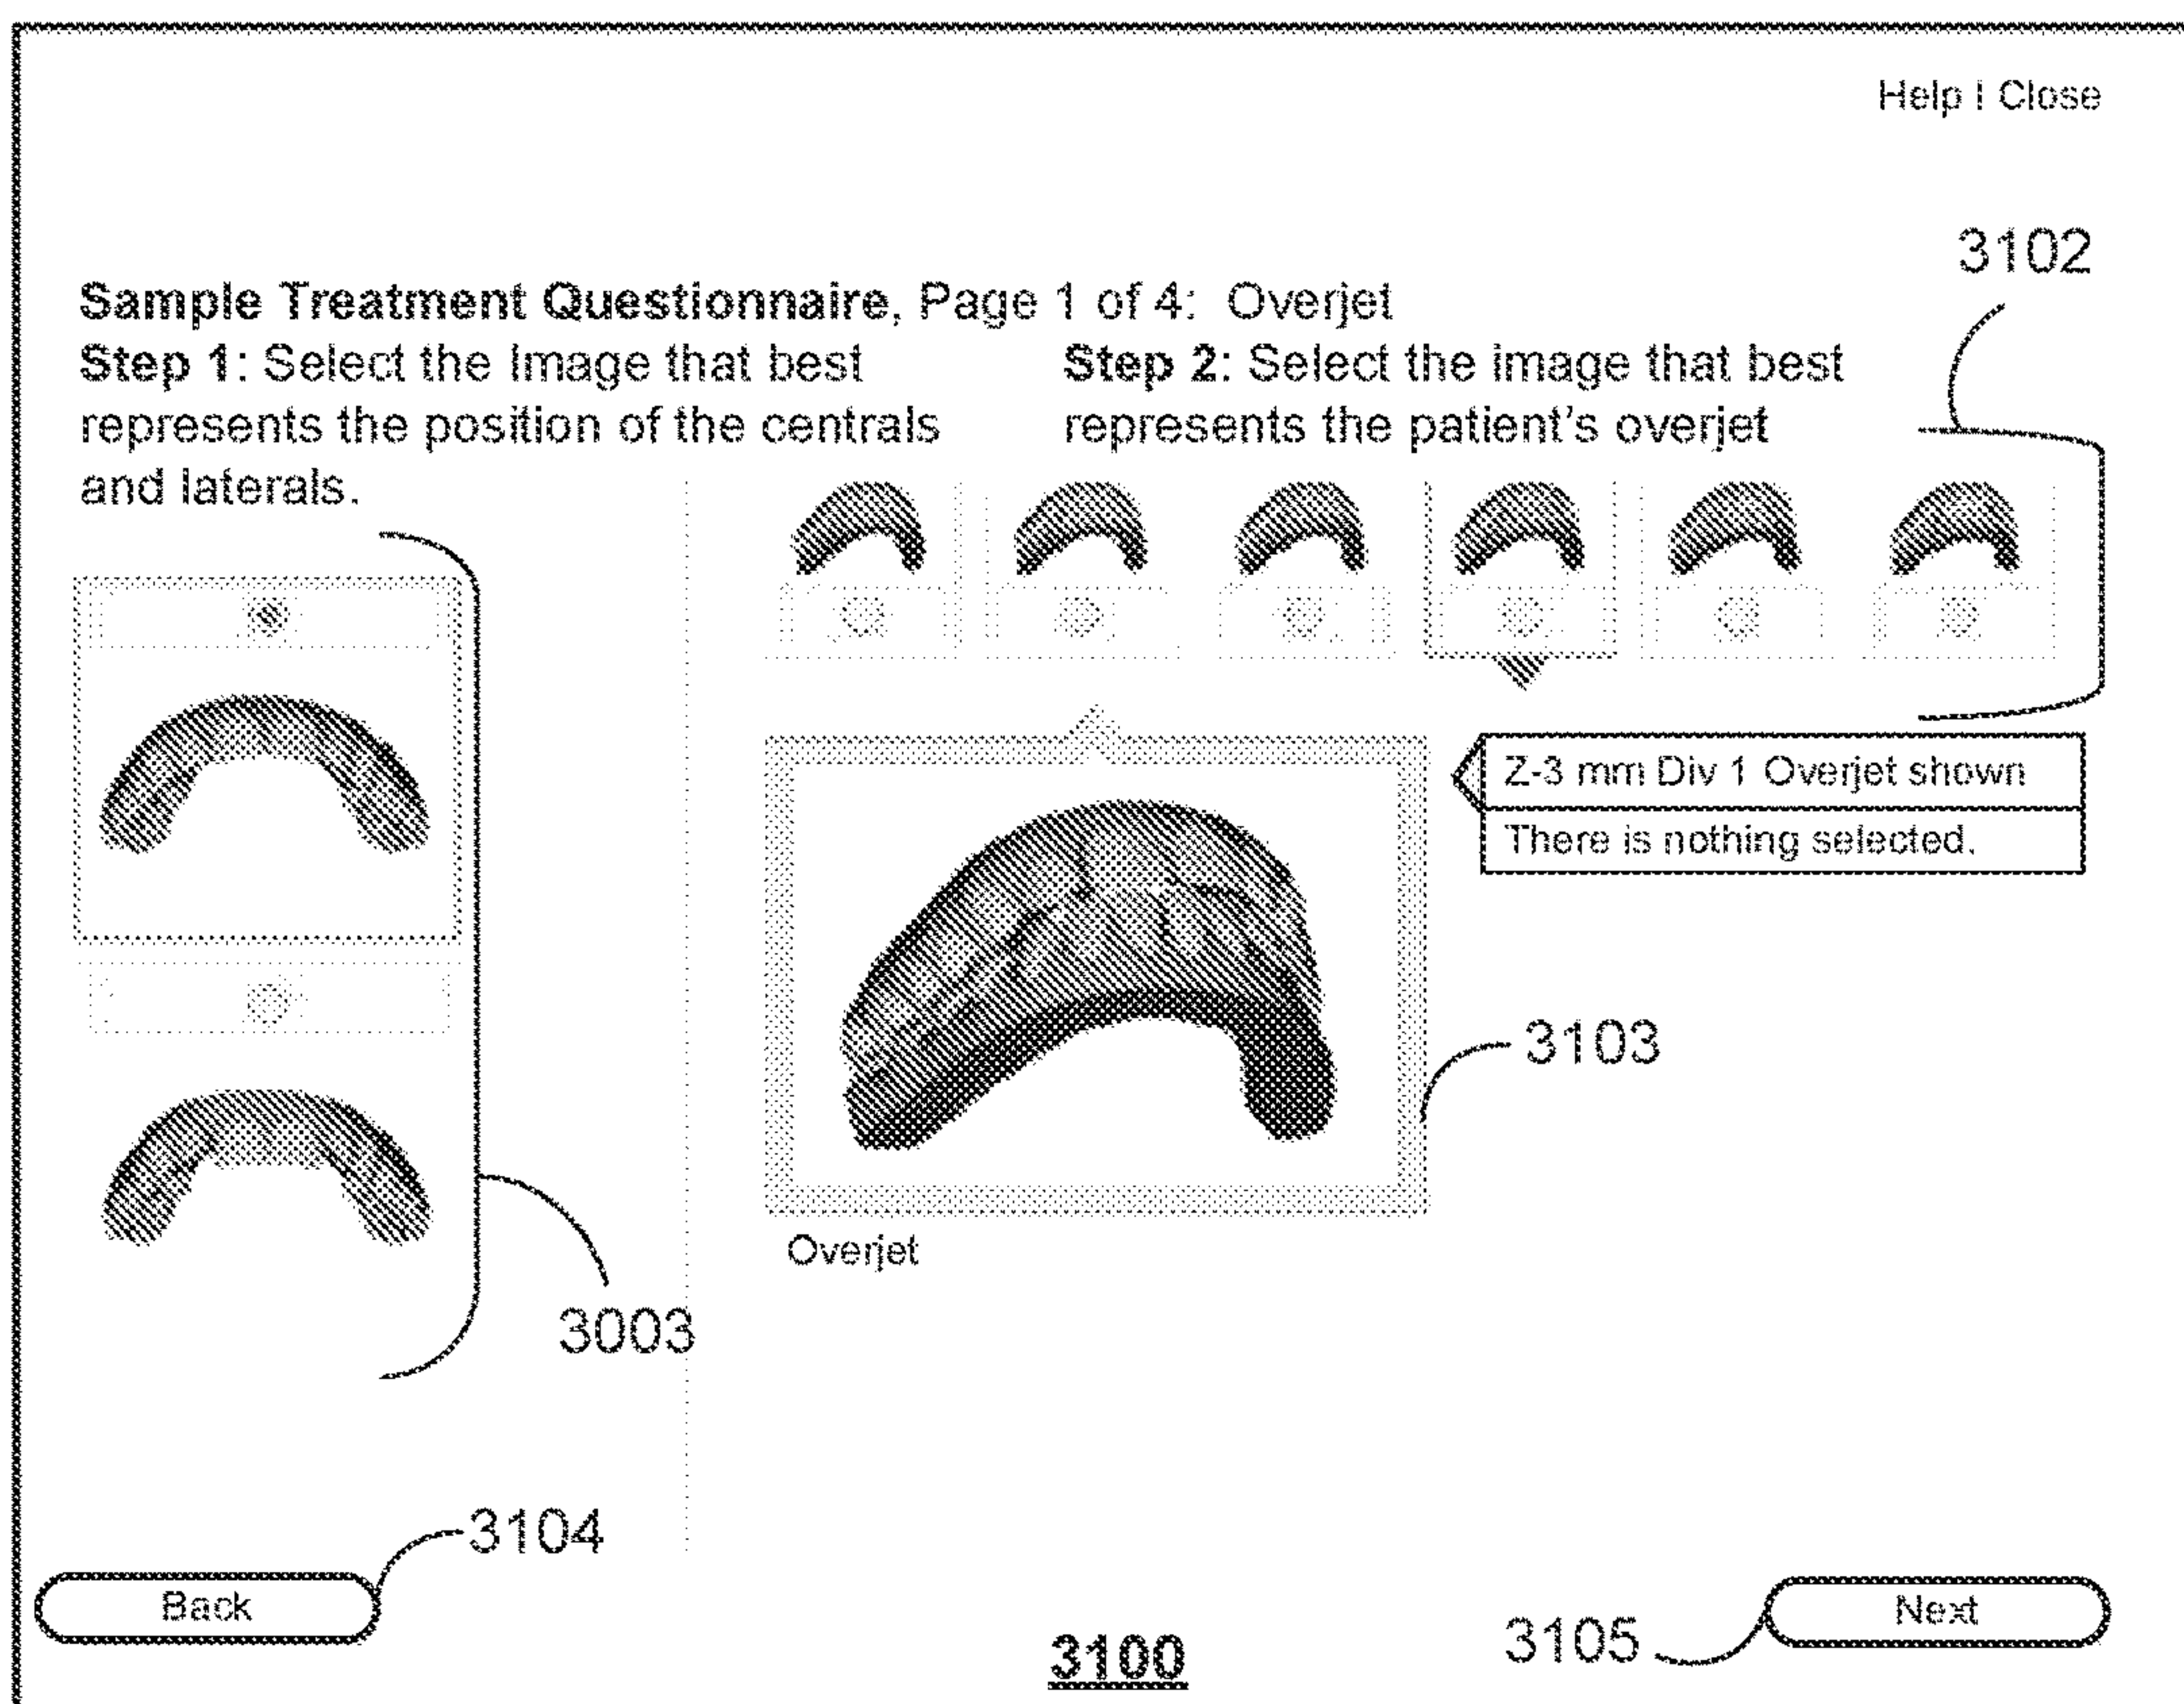 Help | Close
3102
Sample Treatment Questionnaire, Page 1 of 4: Overjet
Step 1: Select the Image that best
represents the position of the centrals
and laterals.
Step 2: Select the image that best
represents the patient's overjet
Z-3 mm Div 1 Overjet shown
There is nothing selected.
3103
Overjet
3003
3104
Back
3100
3105
Next